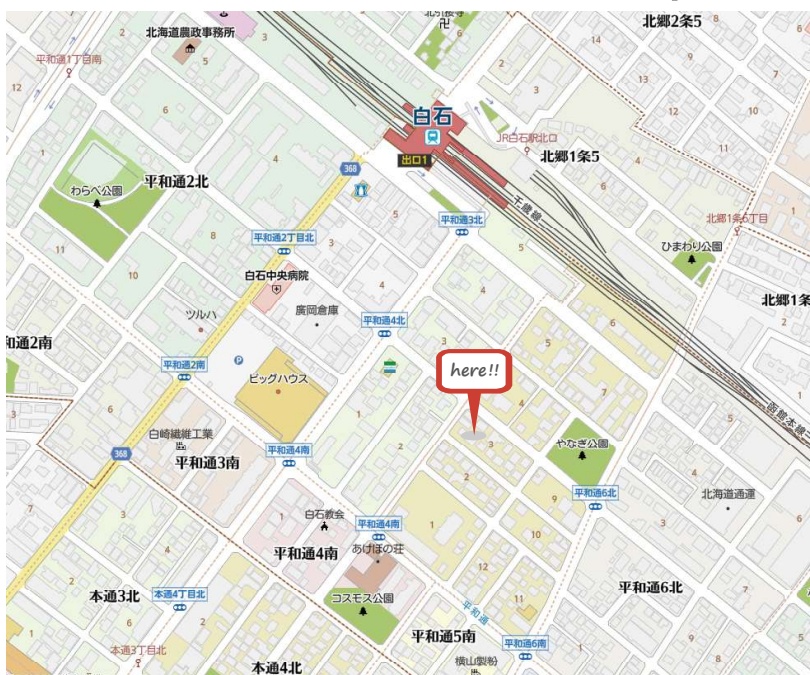 北郷2条5
北海道農政事務所
平和通1丁目南
白石
JR白石駅北口
出口1
北郷1条5
368
平和通2北
わらべ公園
千歳線
平和通3北
北郷1条6丁目
平和通2丁目北
ひまわり公園
白石中央病院
北郷1条
廣岡倉庫
ツルハ
平和通4北
和通2南
平和通2南
here!!
ビッグハウス
函館本線
白崎繊維工業
やなぎ公園
平和通4南
368
平和通3南
平和通6北
北海道通運
白石教会
平和通4南
平和通4南
あけぼの荘
本通3北
本通4丁目北
コスモス公園
平和通6北
平和通
平和通5南
平和通6南
本通3丁目北
本通4北
横山製粉